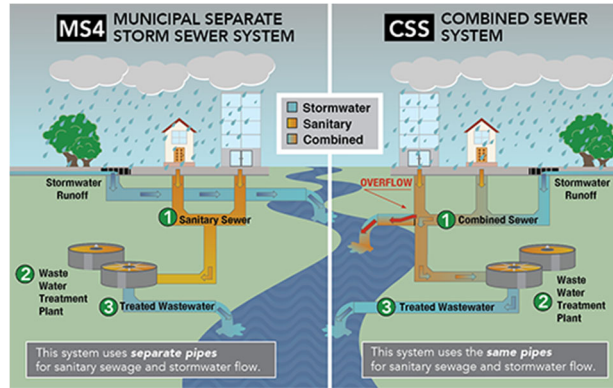 MS4 MUNICIPAL SEPARATE
STORM SEWER SYSTEM
CSS COMBINED SEWER
SYSTEM
Stormwater
Sanitary
Combined
Stormwater
Runoff
1 Sanitary Sewer
2 Waste
Water
Treatment
Plant
3 Treated Wastewater
This system uses separate pipes
for sanitary sewage and stormwater flow.
OVERFLOW
Stormwater
Runoff
1 Combined Sewer
Waste
Water
2 Treatment
Plant
3 Treated Wastewater
This system uses the same pipes
for sanitary sewage and stormwater flow.